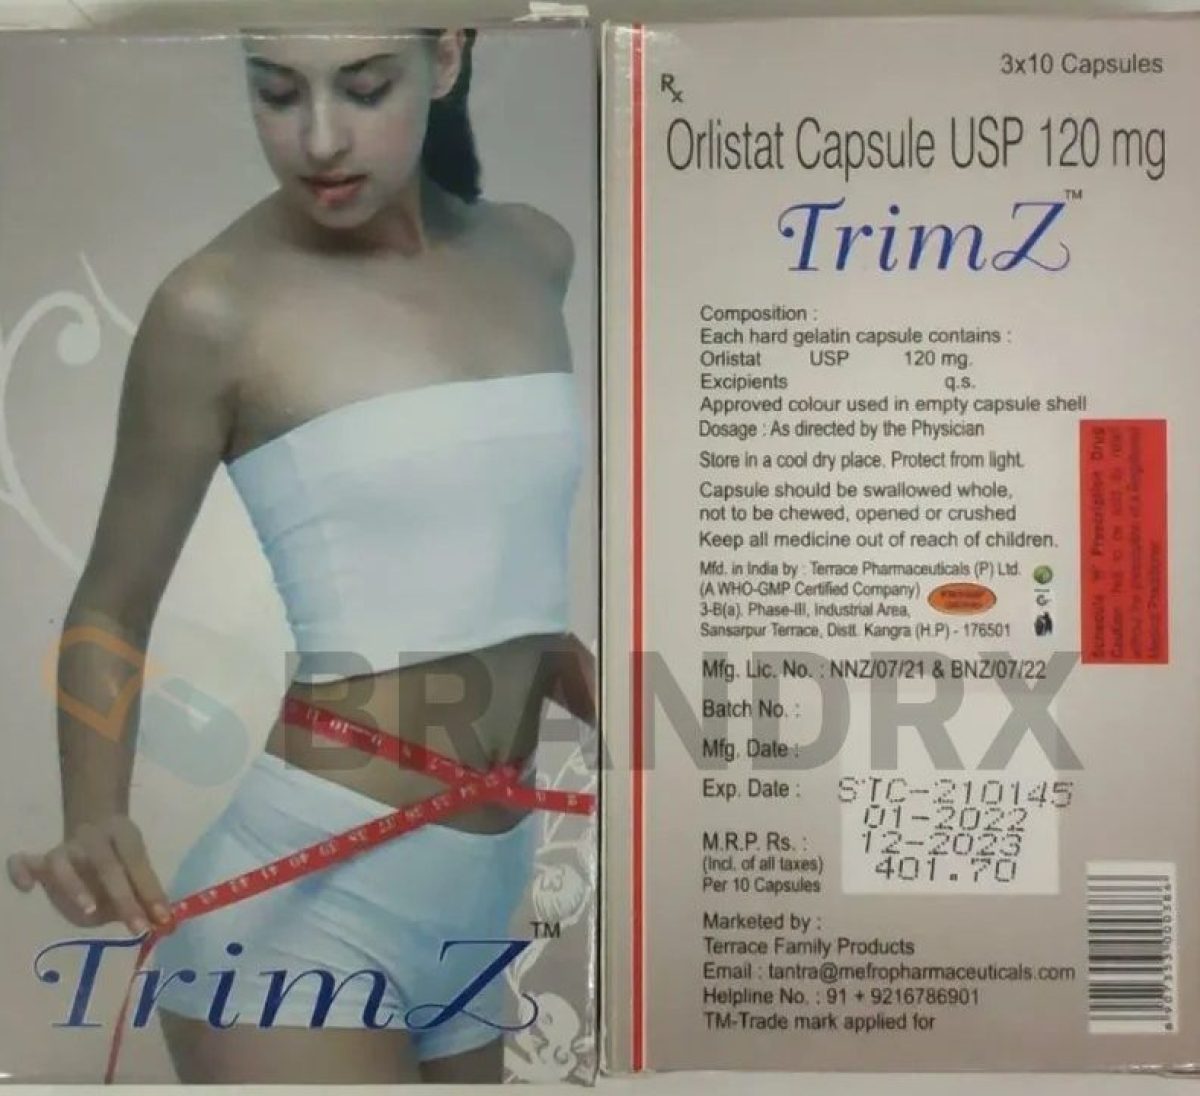 TrimZ™
3x10 Capsules
Rx
Orlistat Capsule USP 120 mg
TrimZ™
Composition :
Each hard gelatin capsule contains :
Orlistat USP 120 mg.
Excipients q.s.
Approved colour used in empty capsule shell
Dosage : As directed by the Physician
Store in a cool dry place. Protect from light.
Capsule should be swallowed whole,
not to be chewed, opened or crushed
Keep all medicine out of reach of children.
Mfd. in India by : Terrace Pharmaceuticals (P) Ltd.
(A WHO-GMP Certified Company)
3-B(a), Phase-III, Industrial Area,
Sansarpur Terrace, Distt. Kangra (H.P) - 176501
Mfg. Lic. No. : NNZ/07/21 & BNZ/07/22
Batch No. :
Mfg. Date :
Exp. Date :
STC-210145
01-2022
12-2023
M.R.P. Rs. :
401.70
(Incl. of all taxes)
Per 10 Capsules
Marketed by :
Terrace Family Products
Email : tantra@mefropharmaceuticals.com
Helpline No. : 91 + 9216786901
TM-Trade mark applied for
Prescription Drug
BRANDRX